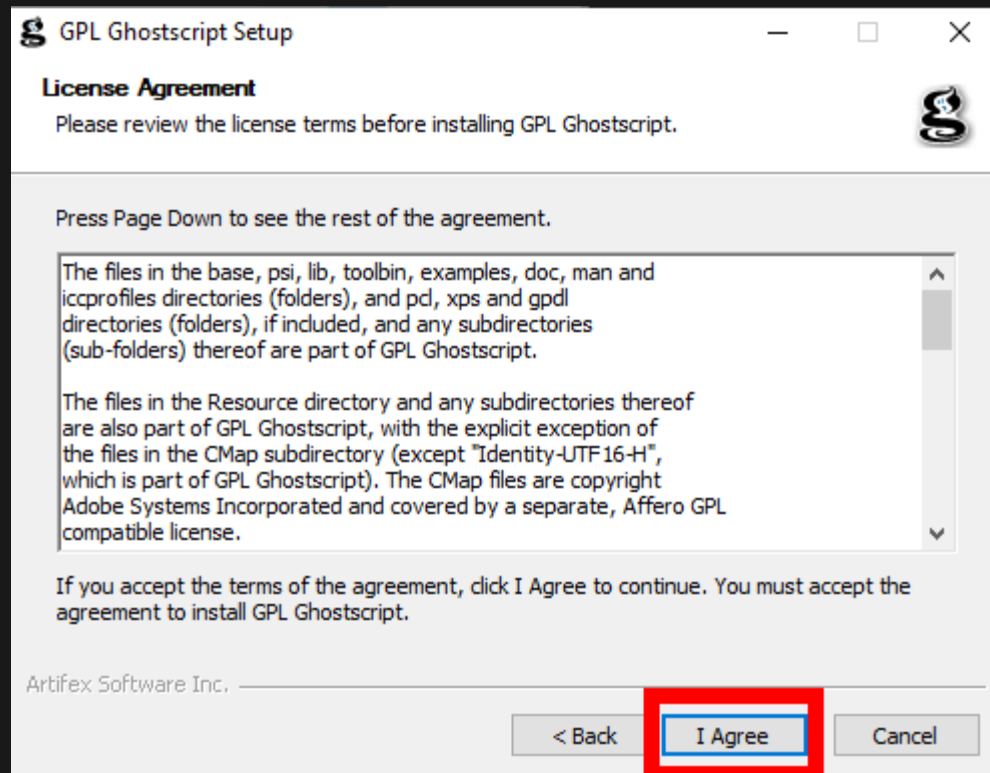 GPL Ghostscript Setup
License Agreement
Please review the license terms before installing GPL Ghostscript.
Press Page Down to see the rest of the agreement.
The files in the base, psi, lib, toolbin, examples, doc, man and
iccprofiles directories (folders), and pcl, xps and gpdl
directories (folders), if included, and any subdirectories
(sub-folders) thereof are part of GPL Ghostscript.
The files in the Resource directory and any subdirectories thereof
are also part of GPL Ghostscript, with the explicit exception of
the files in the CMap subdirectory (except "Identity-UTF16-H",
which is part of GPL Ghostscript). The CMap files are copyright
Adobe Systems Incorporated and covered by a separate, Affero GPL
compatible license.
If you accept the terms of the agreement, click I Agree to continue. You must accept the
agreement to install GPL Ghostscript.
Artifex Software Inc.
< Back I Agree Cancel